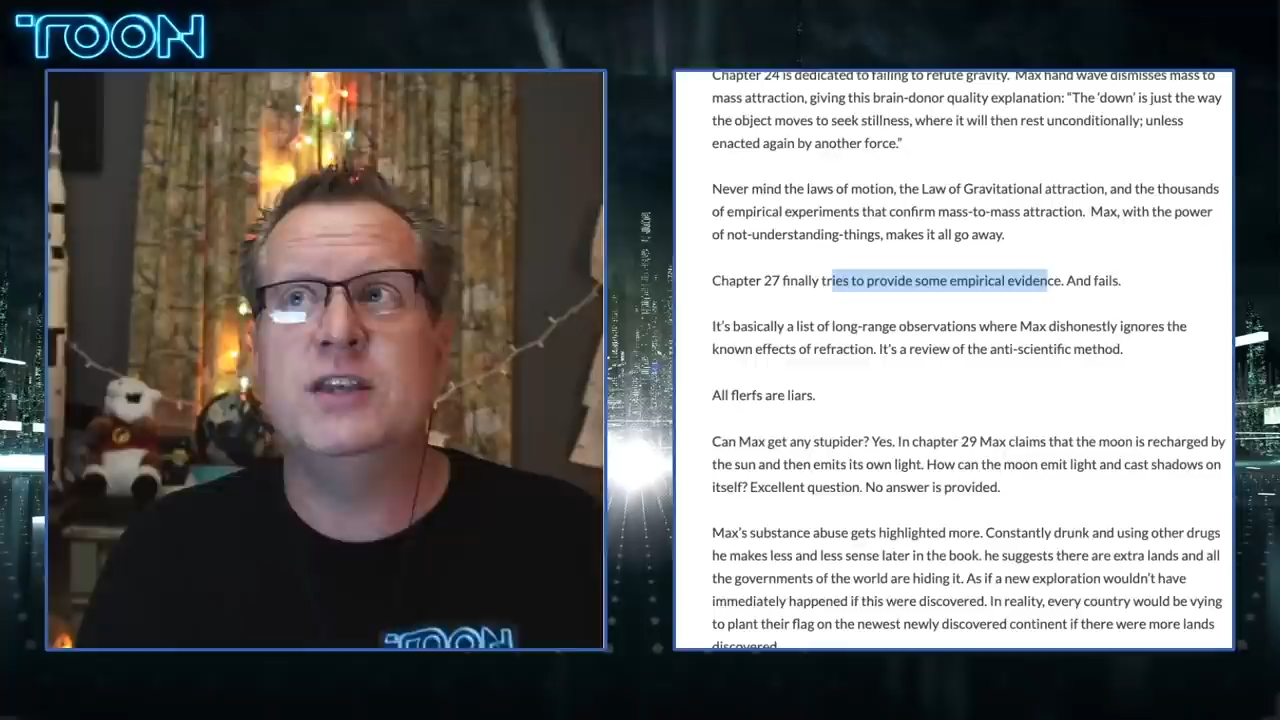 TOON
Chapter 24 is dedicated to failing to refute gravity. Max hand wave dismisses mass to
mass attraction, giving this brain-donor quality explanation: “The ‘down’ is just the way
the object moves to seek stillness, where it will then rest unconditionally; unless
enacted again by another force.”
Never mind the laws of motion, the Law of Gravitational attraction, and the thousands
of empirical experiments that confirm mass-to-mass attraction. Max, with the power
of not-understanding-things, makes it all go away.
Chapter 27 finally tries to provide some empirical evidence. And fails.
It’s basically a list of long-range observations where Max dishonestly ignores the
known effects of refraction. It’s a review of the anti-scientific method.
All flerfs are liars.
Can Max get any stupider? Yes. In chapter 29 Max claims that the moon is recharged by
the sun and then emits its own light. How can the moon emit light and cast shadows on
itself? Excellent question. No answer is provided.
Max’s substance abuse gets highlighted more. Constantly drunk and using other drugs
he makes less and less sense later in the book. he suggests there are extra lands and all
the governments of the world are hiding it. As if a new exploration wouldn’t have
immediately happened if this were discovered. In reality, every country would be vying
to plant their flag on the newest newly discovered continent if there were more lands
discovered
TOON